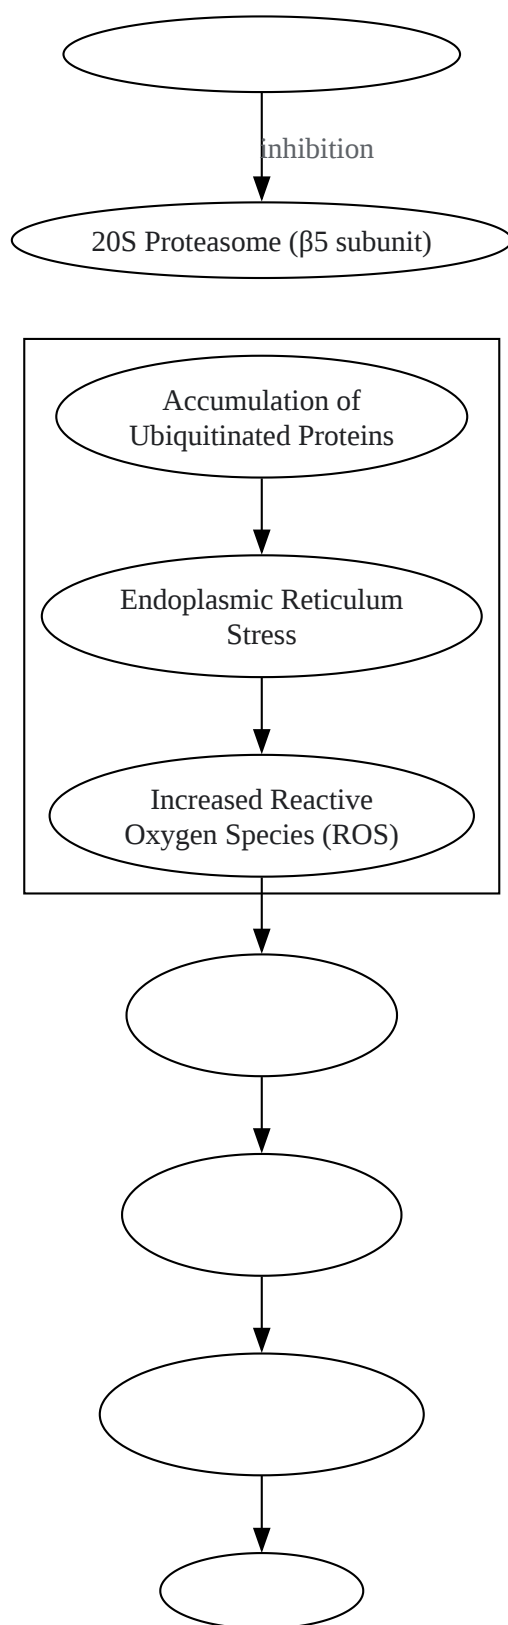 inhibition
20S Proteasome (β5 subunit)
Accumulation of
Ubiquitinated Proteins
Endoplasmic Reticulum
Stress
Increased Reactive
Oxygen Species (ROS)